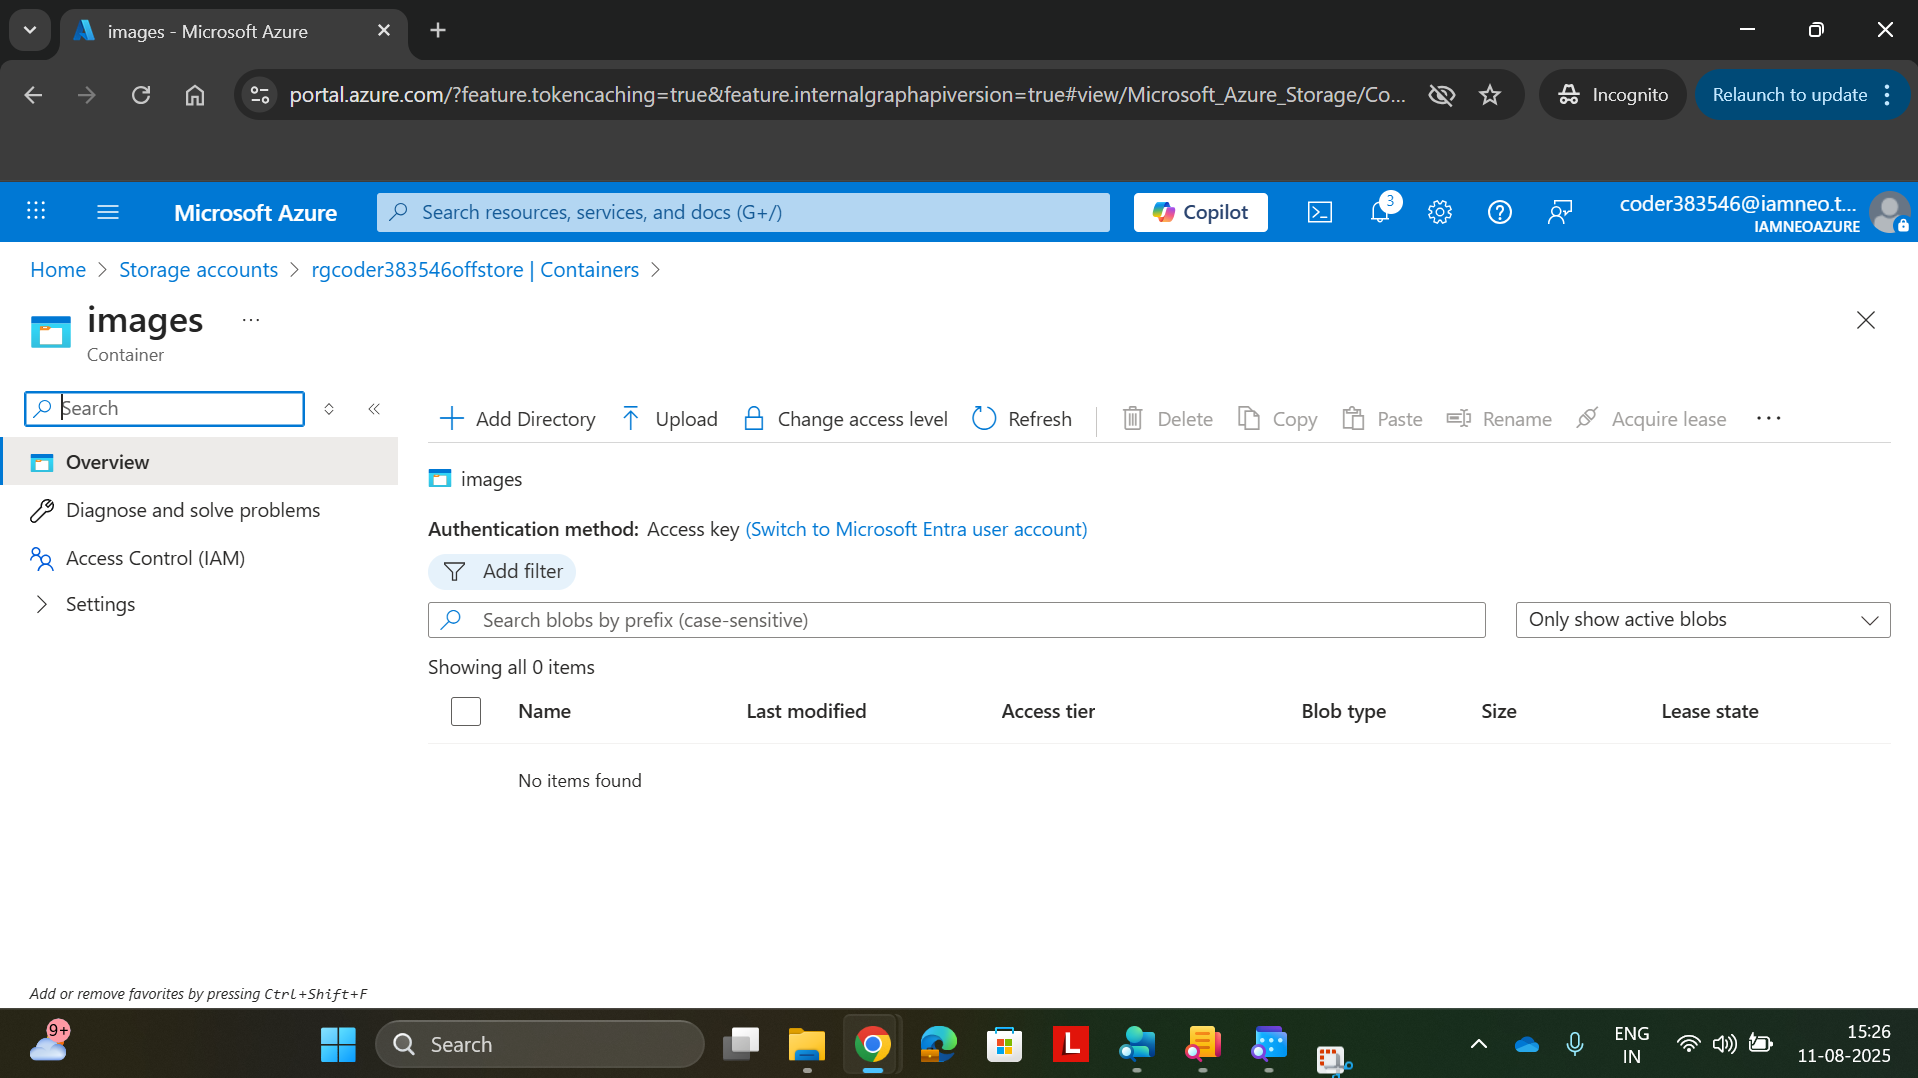 images - Microsoft Azure
portal.azure.com/?feature.tokencaching=true&feature.internalgraphapiversion=true#view/Microsoft_Azure_Storage/Co...
Incognito
Relaunch to update
Microsoft Azure
Search resources, services, and docs (G+/)
Copilot
3
coder383546@iamneo.t...
IAMNEOAZURE
Home > Storage accounts > rgcoder383546offstore | Containers >
images ...
Container
Search
Add Directory
Upload
Change access level
Refresh
Delete
Copy
Paste
Rename
Acquire lease
...
Overview
Diagnose and solve problems
Access Control (IAM)
Settings
images
Authentication method: Access key (Switch to Microsoft Entra user account)
Add filter
Search blobs by prefix (case-sensitive)
Only show active blobs
Showing all 0 items
Name Last modified Access tier Blob type Size Lease state
No items found
Add or remove favorites by pressing Ctrl+Shift+F
9+
Search
L
ENG
IN
15:26
11-08-2025